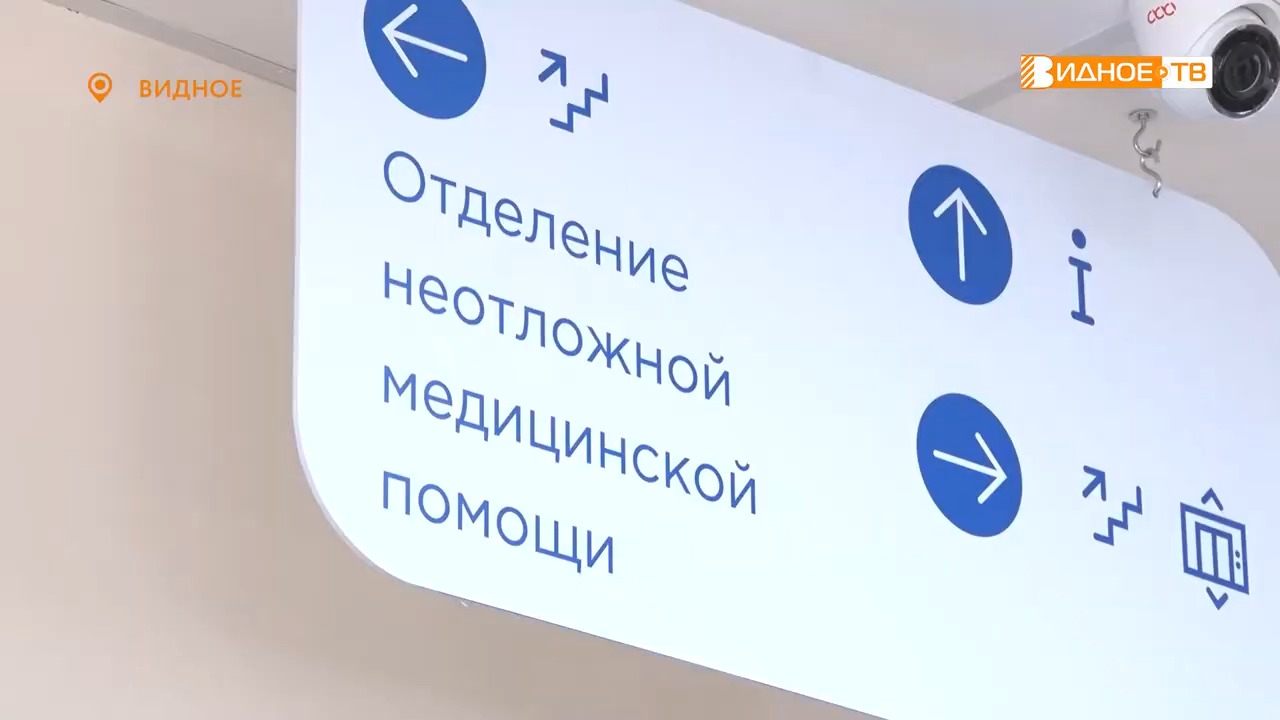 ВИДНОЕ
ВИДНОЕ ТВ
Отделение
неотложной
медицинской
помощи
i